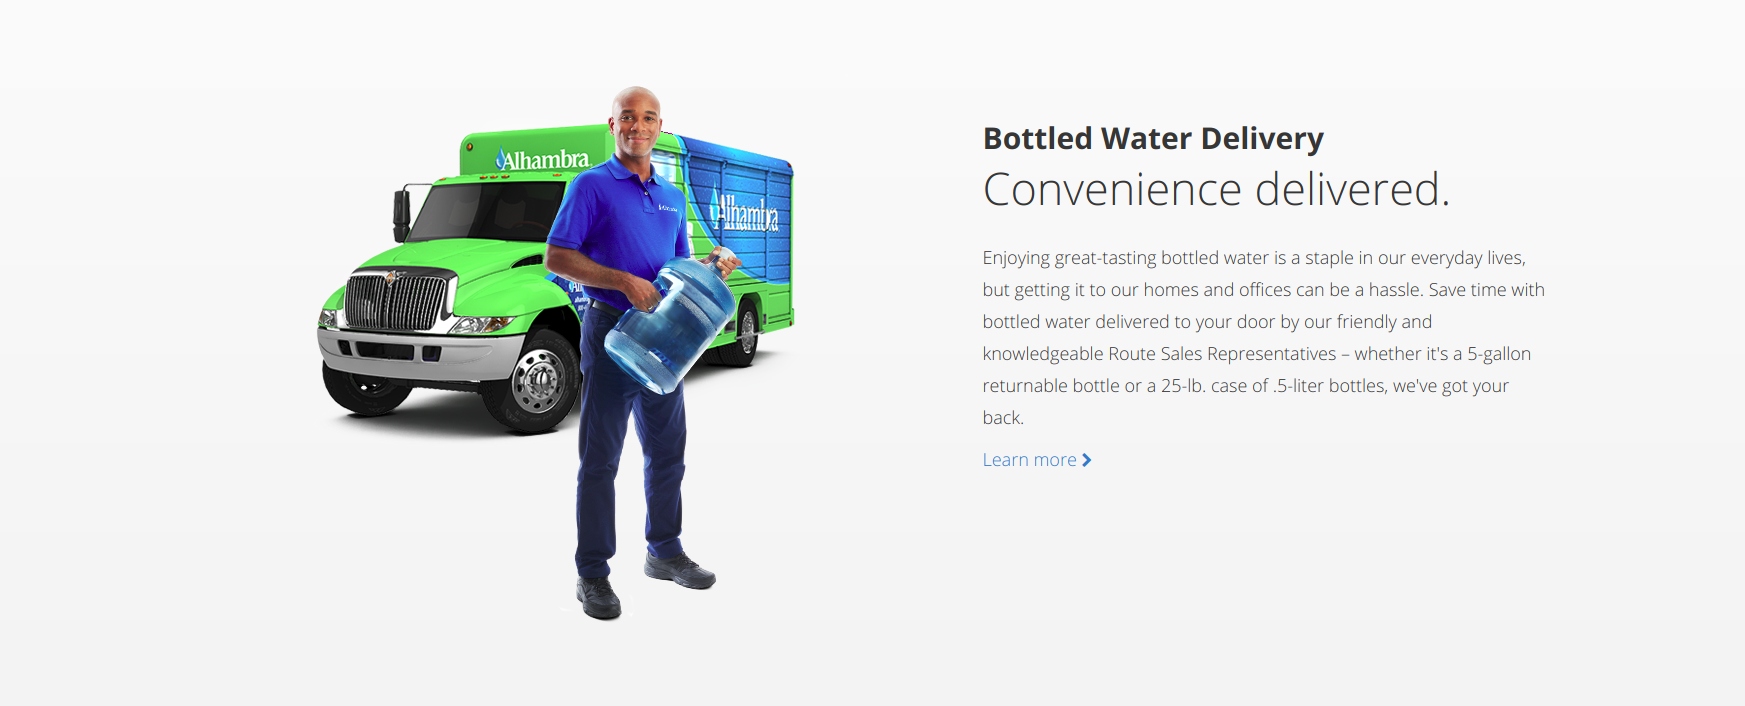 Alhambra
Alhambra
Bottled Water Delivery
Convenience delivered.
Enjoying great-tasting bottled water is a staple in our everyday lives,
but getting it to our homes and offices can be a hassle. Save time with
bottled water delivered to your door by our friendly and
knowledgeable Route Sales Representatives – whether it's a 5-gallon
returnable bottle or a 25-lb. case of .5-liter bottles, we've got your
back.
Learn more